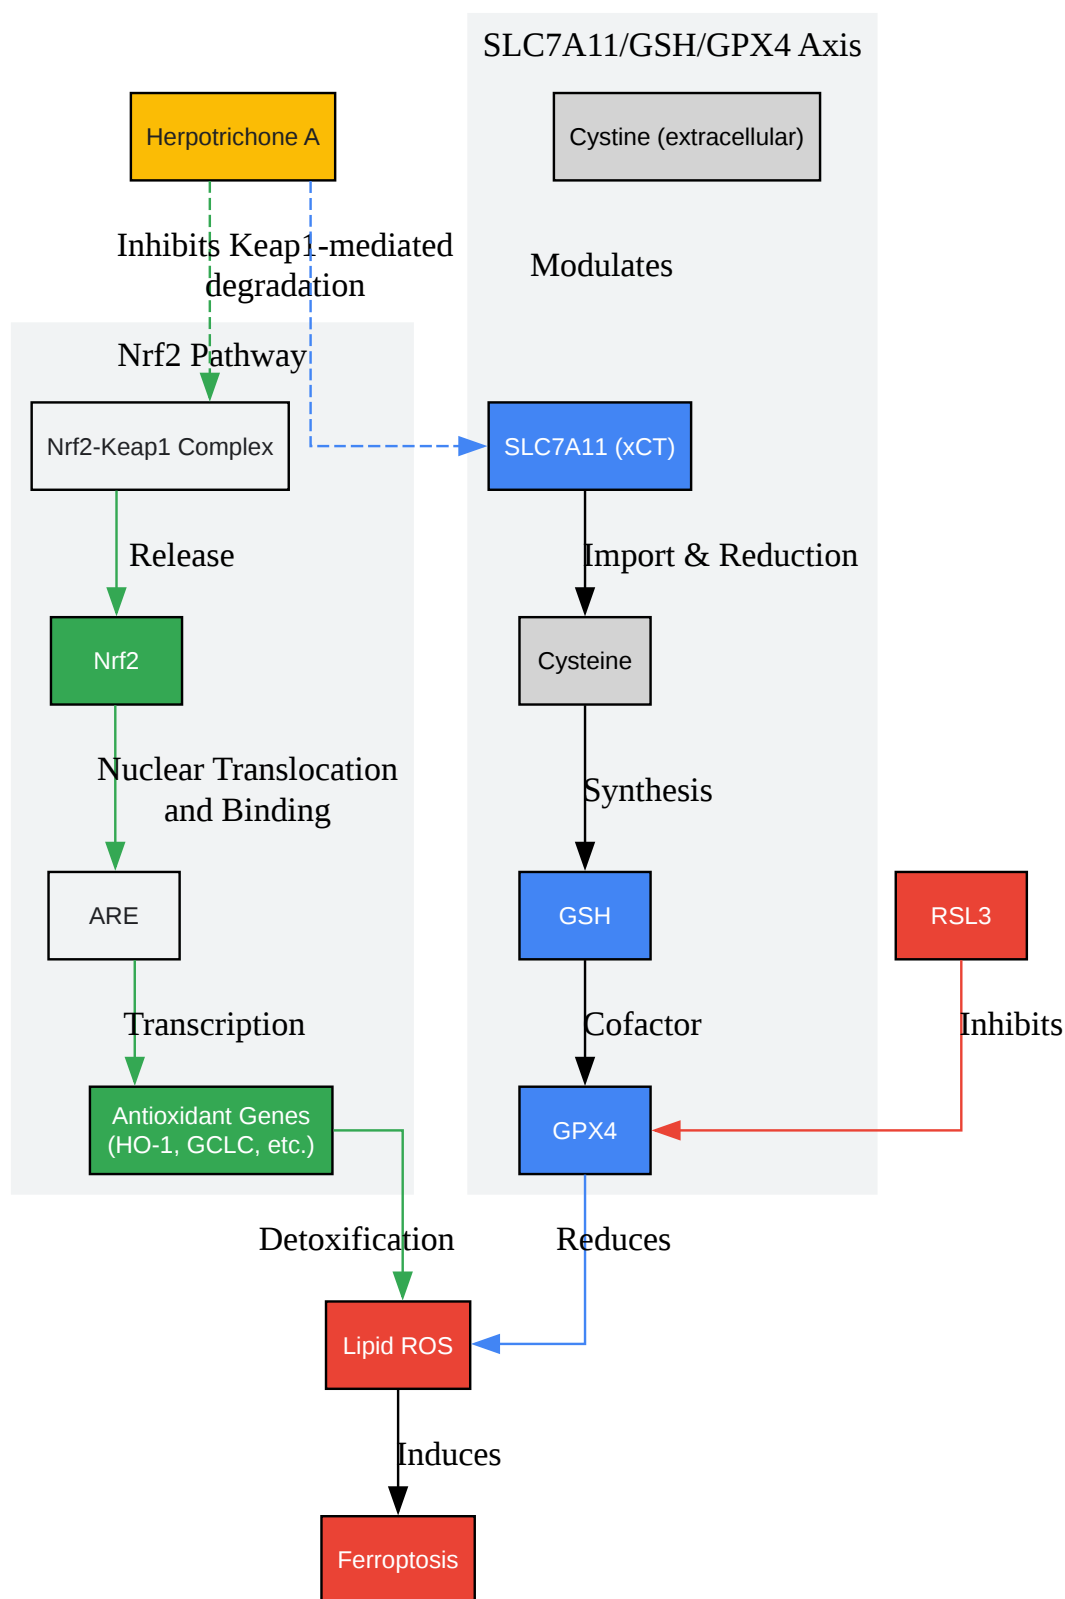 SLC7A11/GSH/GPX4 Axis
Herpotrichone A
Cystine (extracellular)
Inhibits Keap1-mediated
degradation
Modulates
Nrf2 Pathway
Nrf2-Keap1 Complex
SLC7A11 (xCT)
Release
Import & Reduction
Nrf2
Cysteine
Nuclear Translocation
and Binding
Synthesis
ARE
GSH
RSL3
Transcription
Cofactor
Inhibits
Antioxidant Genes
(HO-1, GCLC, etc.)
GPX4
Detoxification
Reduces
Lipid ROS
Induces
Ferroptosis